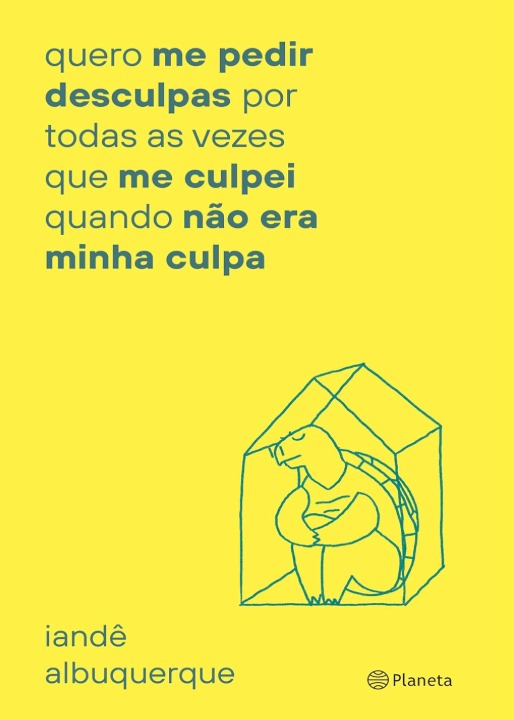 quero me pedir
desculpas por
todas as vezes
que me culpei
quando não era
minha culpa
iandê
albuquerque
Planeta